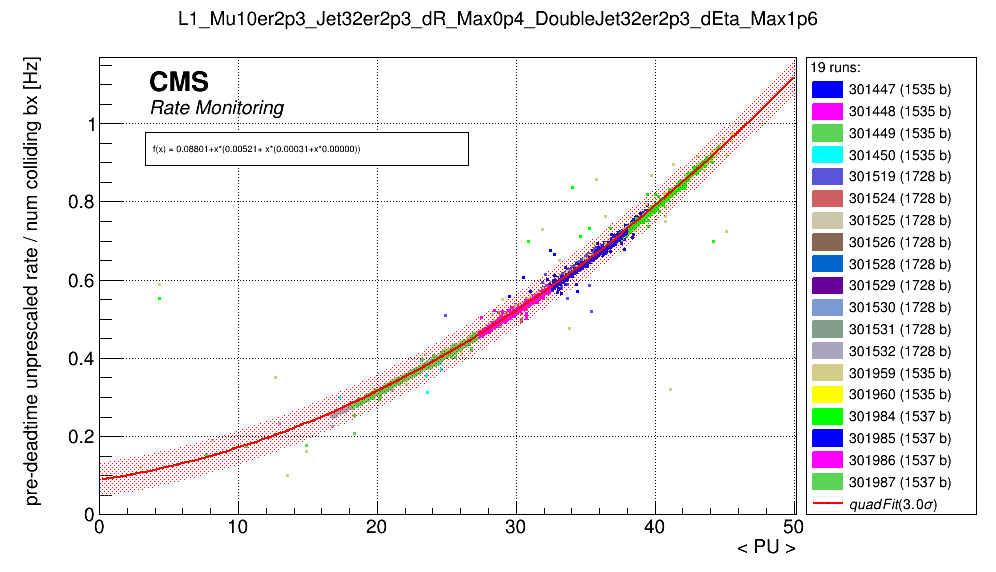 L1_Mu10er2p3_Jet32er2p3_dR_Max0p4_DoubleJet32er2p3_dEta_Max1p6
pre-deadtime unprescaled rate / num colliding bx [Hz]
CMS
Rate Monitoring
f(x) = 0.08801+x*(0.00521+ x*(0.00031+x*0.00000))
1
0.8
0.6
0.4
0.2
0
0 10 20 30 40 50
< PU >
19 runs:
301447 (1535 b)
301448 (1535 b)
301449 (1535 b)
301450 (1535 b)
301519 (1728 b)
301524 (1728 b)
301525 (1728 b)
301526 (1728 b)
301528 (1728 b)
301529 (1728 b)
301530 (1728 b)
301531 (1728 b)
301532 (1728 b)
301959 (1535 b)
301960 (1535 b)
301984 (1537 b)
301985 (1537 b)
301986 (1537 b)
301987 (1537 b)
quadFit(3.0σ)